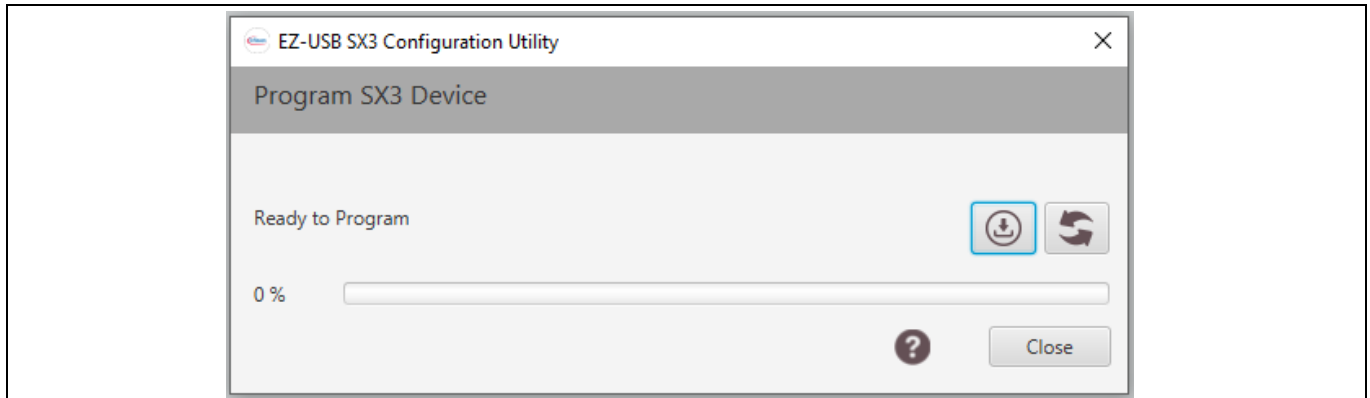 EZ-USB SX3 Configuration Utility
Program SX3 Device
Ready to Program
0 %
?
Close